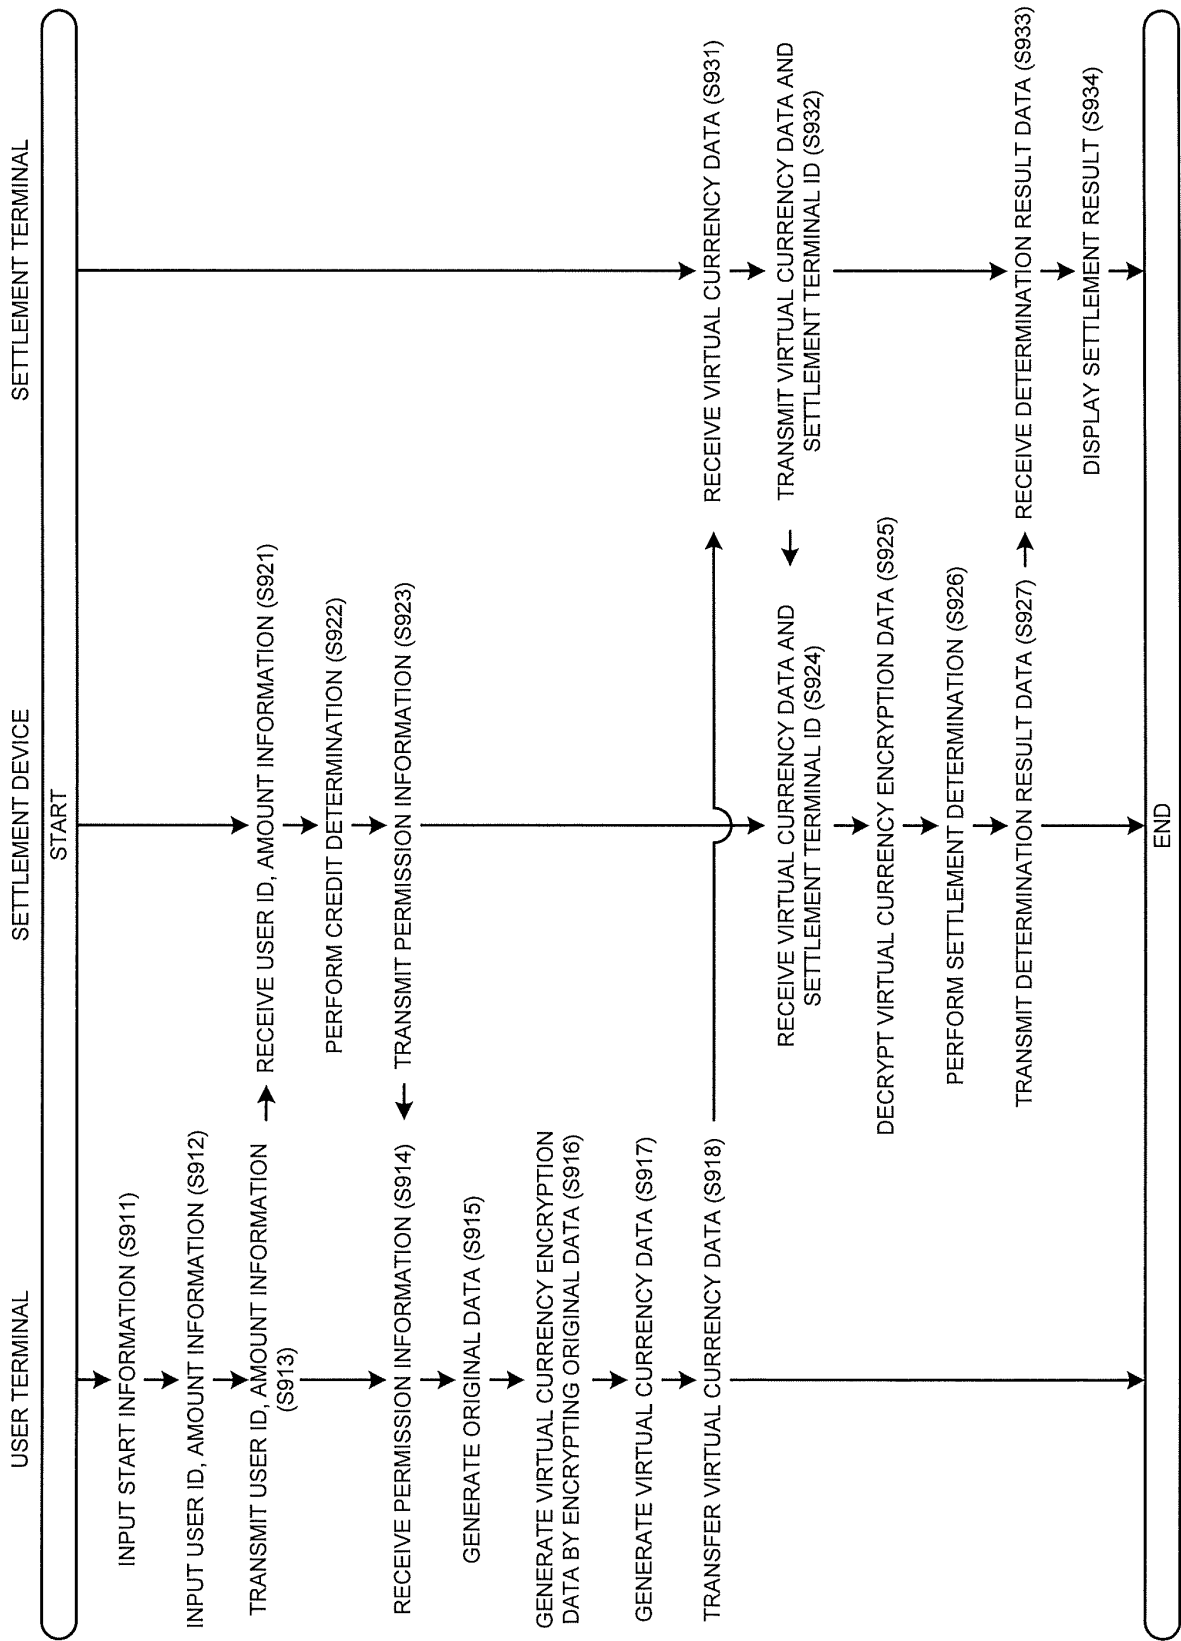 USER TERMINAL
SETTLEMENT DEVICE
SETTLEMENT TERMINAL
START
INPUT START INFORMATION (S911)
INPUT USER ID, AMOUNT INFORMATION (S912)
TRANSMIT USER ID, AMOUNT INFORMATION
(S913)
RECEIVE USER ID, AMOUNT INFORMATION (S921)
PERFORM CREDIT DETERMINATION (S922)
RECEIVE PERMISSION INFORMATION (S914)
TRANSMIT PERMISSION INFORMATION (S923)
GENERATE ORIGINAL DATA (S915)
GENERATE VIRTUAL CURRENCY ENCRYPTION
DATA BY ENCRYPTING ORIGINAL DATA (S916)
GENERATE VIRTUAL CURRENCY DATA (S917)
TRANSFER VIRTUAL CURRENCY DATA (S918)
RECEIVE VIRTUAL CURRENCY DATA (S931)
RECEIVE VIRTUAL CURRENCY DATA AND
SETTLEMENT TERMINAL ID (S924)
TRANSMIT VIRTUAL CURRENCY DATA AND
SETTLEMENT TERMINAL ID (S932)
DECRYPT VIRTUAL CURRENCY ENCRYPTION DATA (S925)
PERFORM SETTLEMENT DETERMINATION (S926)
TRANSMIT DETERMINATION RESULT DATA (S927)
RECEIVE DETERMINATION RESULT DATA (S933)
DISPLAY SETTLEMENT RESULT (S934)
END